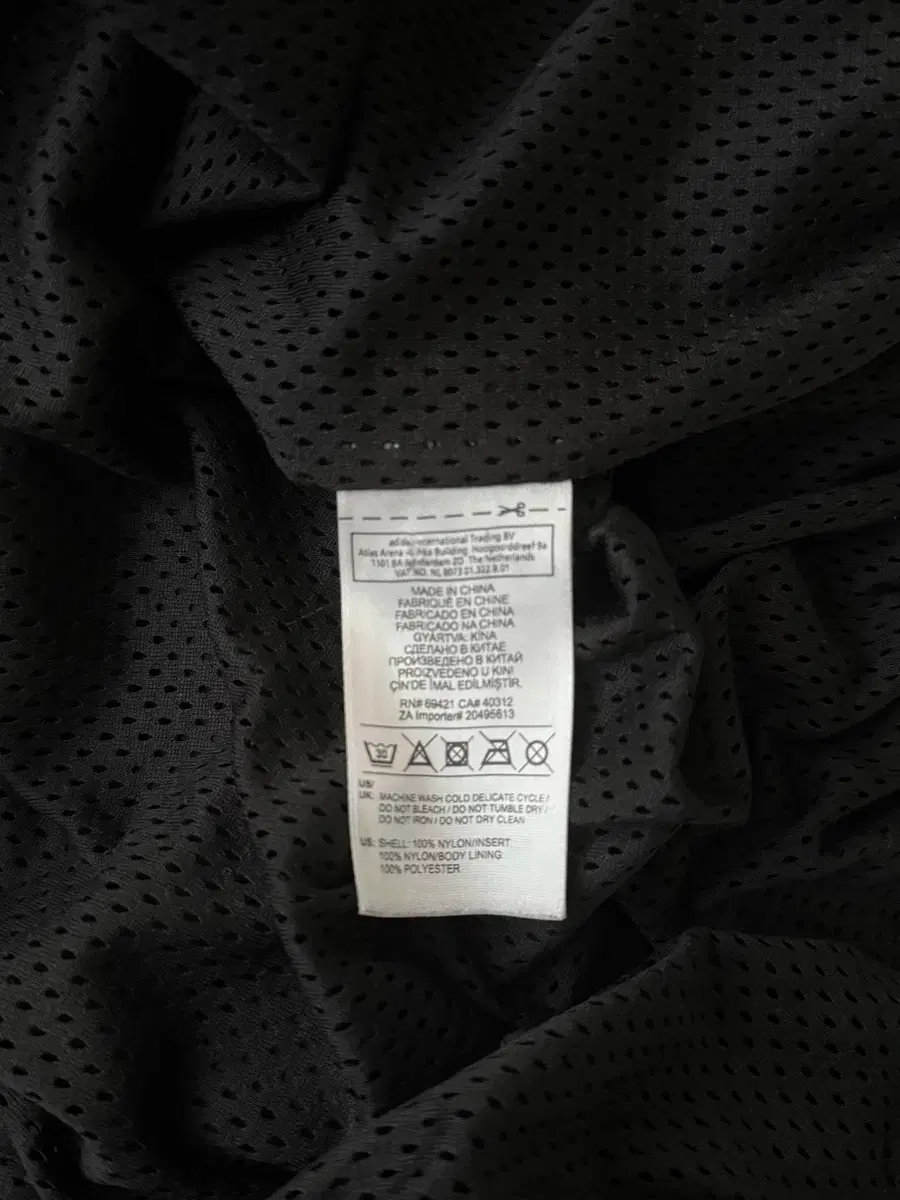 adidas International Trading BV
Atlas Arena Building Hoogoorddreef 9a
1101 BA Amsterdam ZO The Netherlands
VAT NO. NL 8073.01.322.B.01
MADE IN CHINA
FABRIQUÉ EN CHINE
FABRICADO EN CHINA
FABRICADO NA CHINA
GYÁRTVA: KÍNA
СДЕЛАНО В КИТАЕ
ПРОИЗВЕДЕНО В КИТАЙ
PROIZVEDENO U KINI
ÇİN'DE İMAL EDİLMİŞTİR.
RN# 69421 CA# 40312
ZA Importer# 20495613
30
US/
UK: MACHINE WASH COLD DELICATE CYCLE /
DO NOT BLEACH / DO NOT TUMBLE DRY /
DO NOT IRON / DO NOT DRY CLEAN
US: SHELL: 100% NYLON/INSERT:
100% NYLON/BODY LINING:
100% POLYESTER